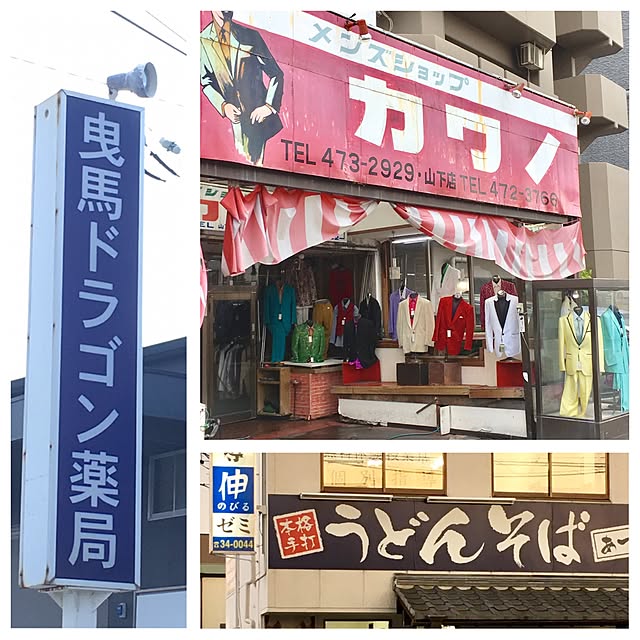 曳馬ドラゴン薬局
メンズショップ
カワノ
TEL 473-2929・山下店 TEL 472-3766
伸
のびる
ゼミ
☎34-0044
本格
手打
うどんそば